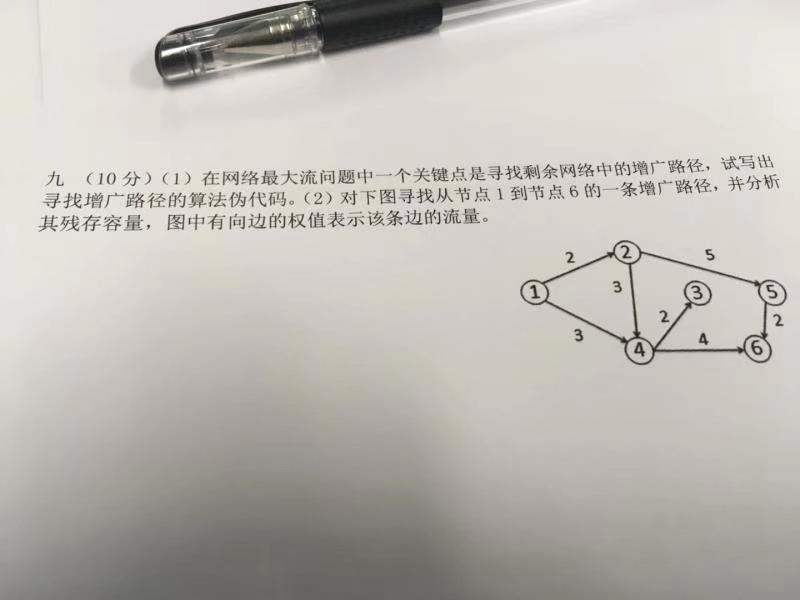 九 （10 分）（1）在网络最大流问题中一个关键点是寻找剩余网络中的增广路径，试写出
寻找增广路径的算法伪代码。（2）对下图寻找从节点 1 到节点 6 的一条增广路径，并分析
其残存容量，图中有向边的权值表示该条边的流量。
2 2 5
1 3 3 5
2 2
3 4 4 6